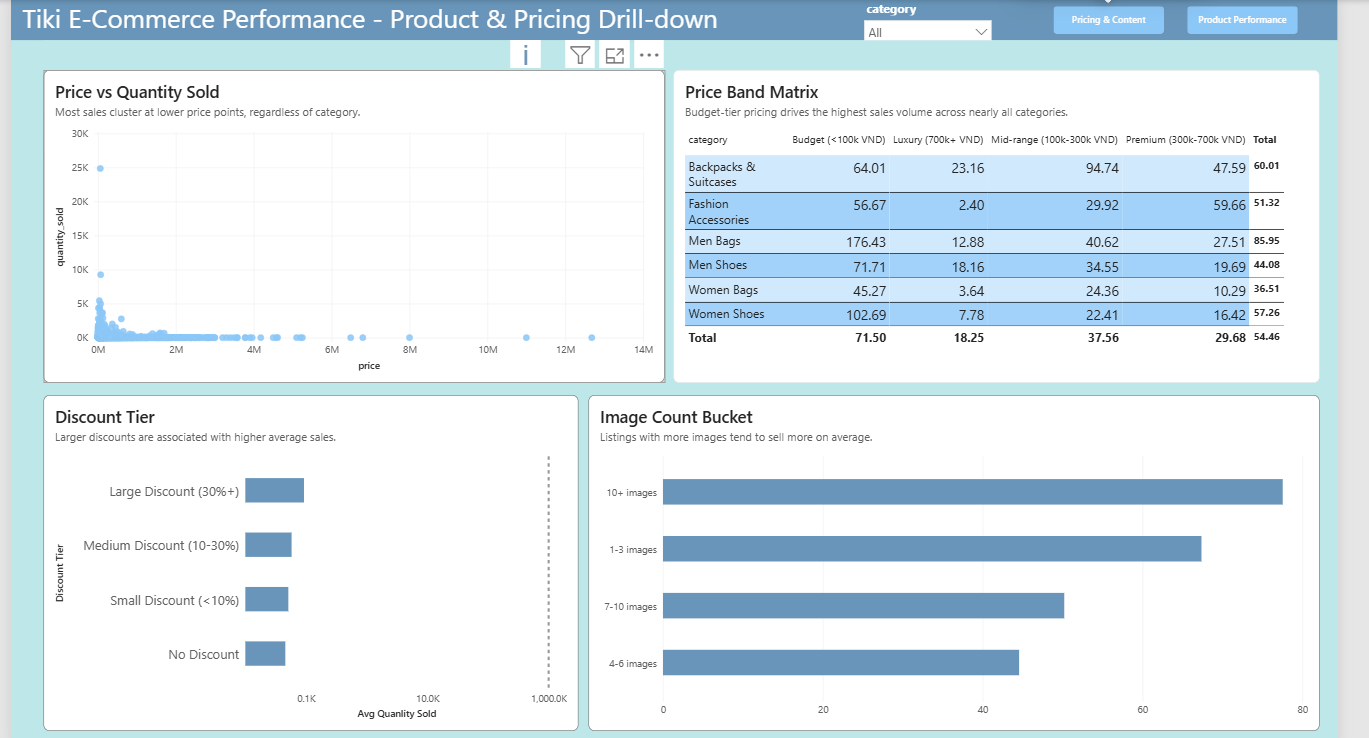 Tiki E-Commerce Performance - Product & Pricing Drill-down
category
All
Pricing & Content
Product Performance
Price vs Quantity Sold
Most sales cluster at lower price points, regardless of category.
quantity_sold
30K
25K
20K
15K
10K
5K
0K
0M 2M 4M 6M 8M 10M 12M 14M
price
Price Band Matrix
Budget-tier pricing drives the highest sales volume across nearly all categories.
category Budget (<100k VND) Luxury (700k+ VND) Mid-range (100k-300k VND) Premium (300k-700k VND) Total
Backpacks & Suitcases 64.01 23.16 94.74 47.59 60.01
Fashion Accessories 56.67 2.40 29.92 59.66 51.32
Men Bags 176.43 12.88 40.62 27.51 85.95
Men Shoes 71.71 18.16 34.55 19.69 44.08
Women Bags 45.27 3.64 24.36 10.29 36.51
Women Shoes 102.69 7.78 22.41 16.42 57.26
Total 71.50 18.25 37.56 29.68 54.46
Discount Tier
Larger discounts are associated with higher average sales.
Discount Tier
Large Discount (30%+)
Medium Discount (10-30%)
Small Discount (<10%)
No Discount
0.1K 10.0K 1,000.0K
Avg Quanlity Sold
Image Count Bucket
Listings with more images tend to sell more on average.
10+ images
1-3 images
7-10 images
4-6 images
0 20 40 60 80